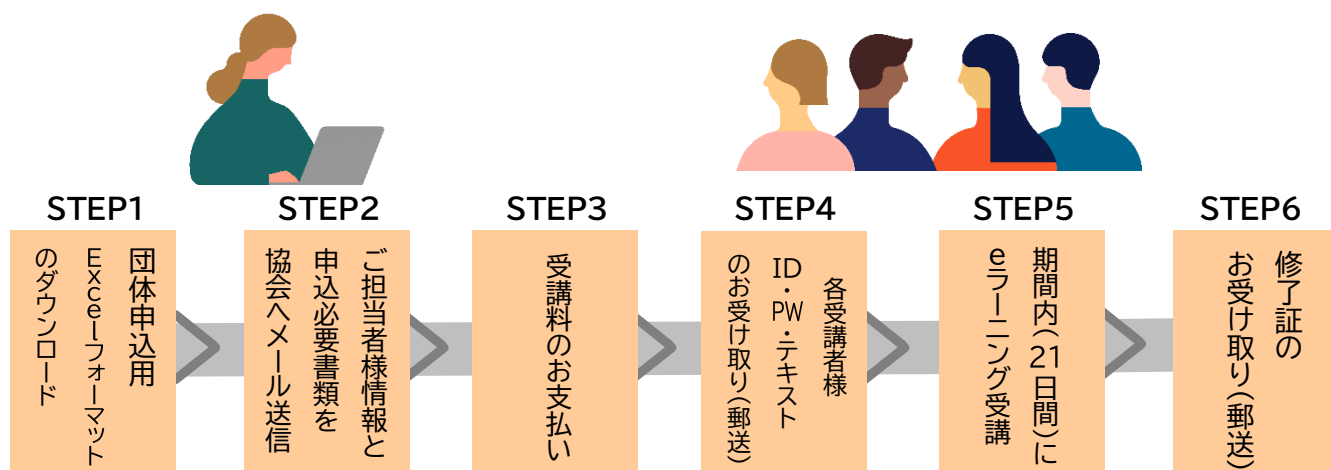 STEP1
団体申込用
Excelフォーマット
のダウンロード
STEP2
ご担当者様情報と
申込必要書類を
協会へメール送信
STEP3
受講料のお支払い
STEP4
各受講者様
ID・PW・テキスト
のお受け取り(郵送)
STEP5
期間内(21日間)に
eラーニング受講
STEP6
修了証の
お受け取り(郵送)